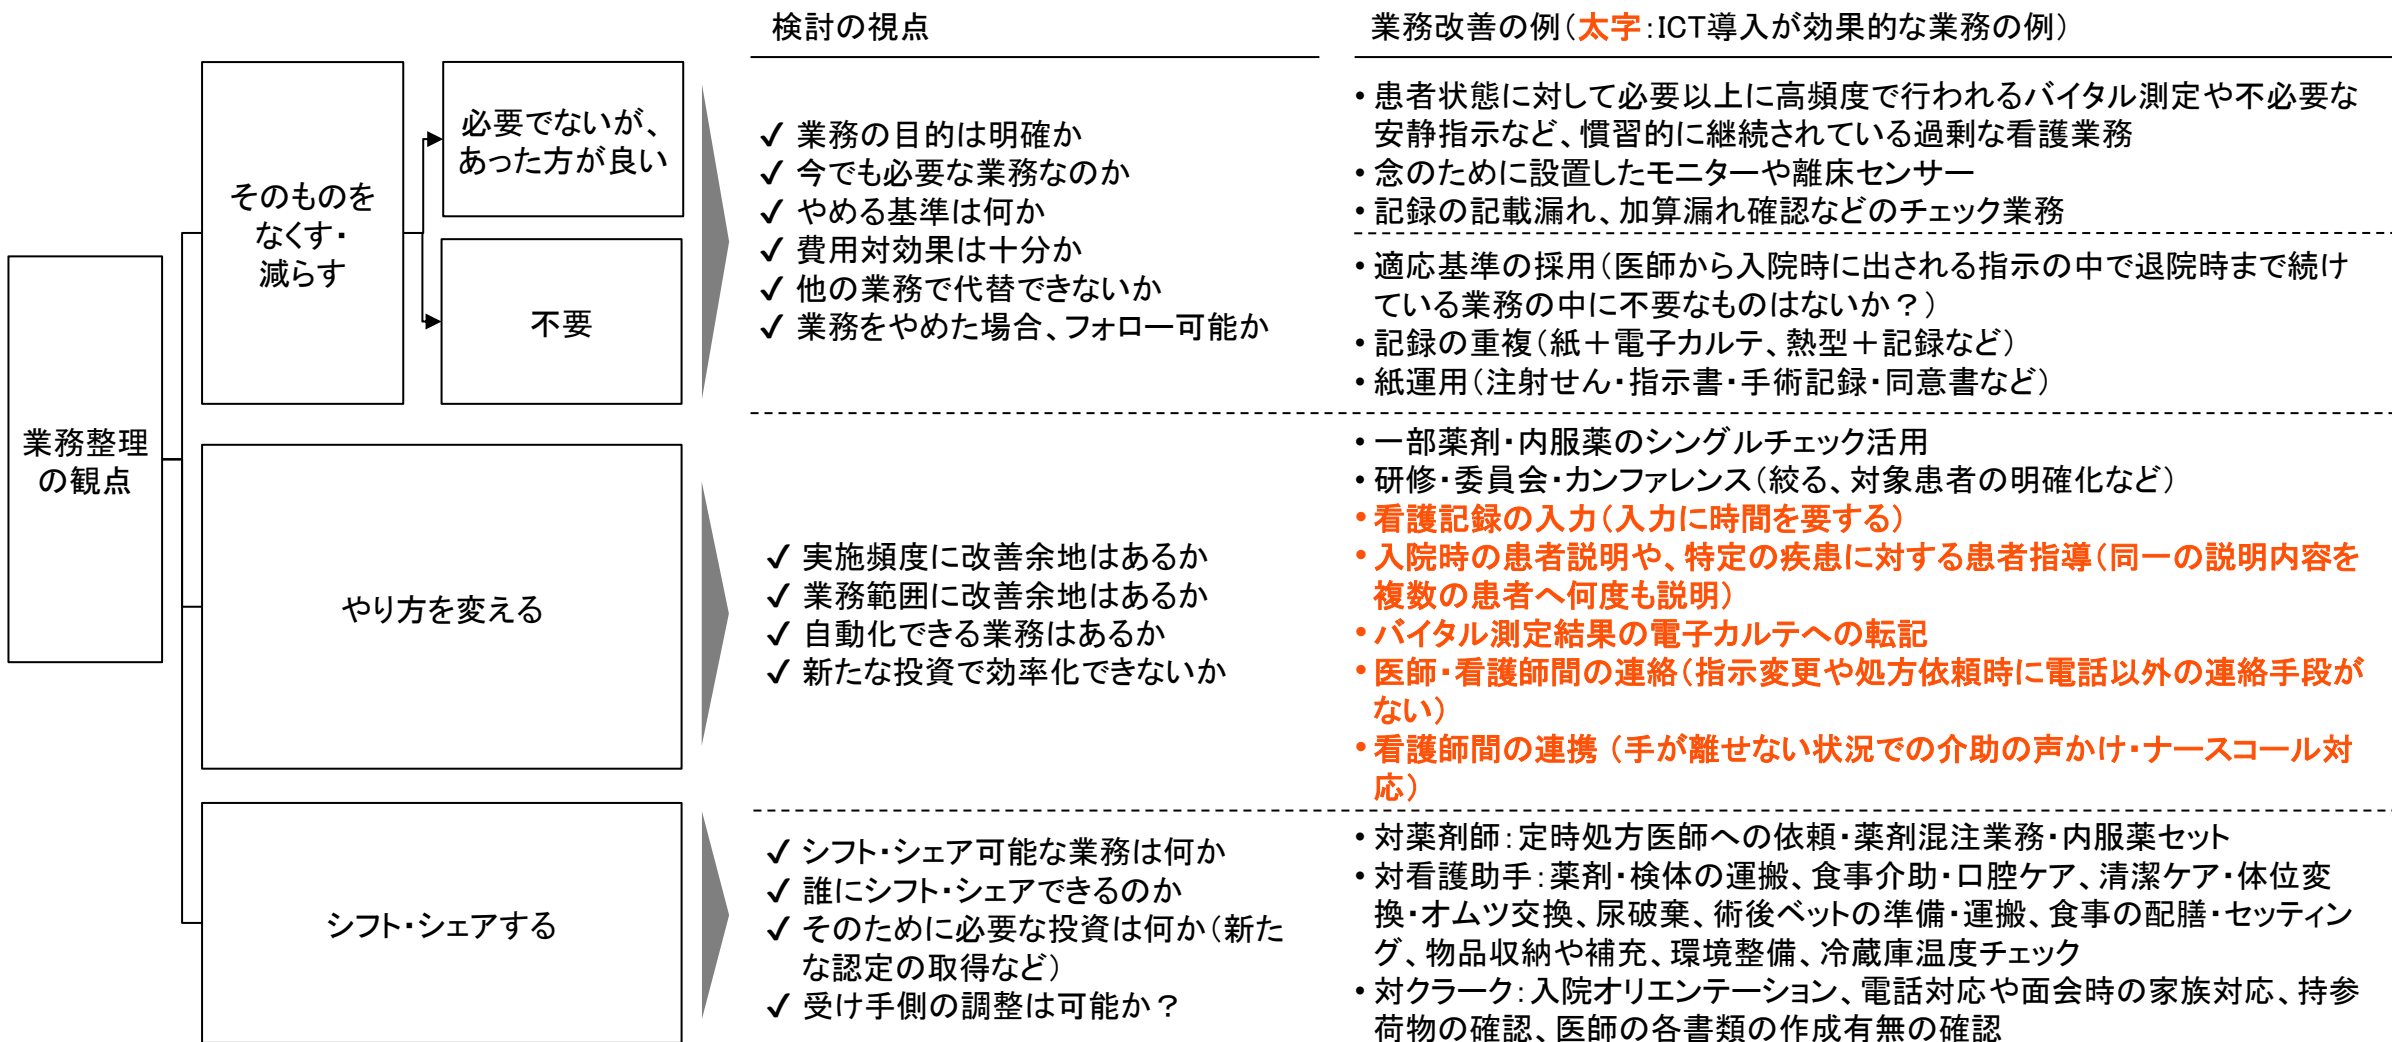 検討の視点
業務改善の例（太字：ICT導入が効果的な業務の例）
業務整理
の観点
そのものを
なくす・
減らす
必要でないが、
あった方が良い
不要
✓ 業務の目的は明確か
✓ 今でも必要な業務なのか
✓ やめる基準は何か
✓ 費用対効果は十分か
✓ 他の業務で代替できないか
✓ 業務をやめた場合、フォロー可能か
• 患者状態に対して必要以上に高頻度で行われるバイタル測定や不必要な
安静指示など、慣習的に継続されている過剰な看護業務
• 念のために設置したモニターや離床センサー
• 記録の記載漏れ、加算漏れ確認などのチェック業務
• 適応基準の採用（医師から入院時に出される指示の中で退院時まで続け
ている業務の中に不要なものはないか？）
• 記録の重複（紙＋電子カルテ、熱型＋記録など）
• 紙運用（注射せん・指示書・手術記録・同意書など）
やり方を変える
✓ 実施頻度に改善余地はあるか
✓ 業務範囲に改善余地はあるか
✓ 自動化できる業務はあるか
✓ 新たな投資で効率化できないか
• 一部薬剤・内服薬のシングルチェック活用
• 研修・委員会・カンファレンス（絞る、対象患者の明確化など）
• 看護記録の入力（入力に時間を要する）
• 入院時の患者説明や、特定の疾患に対する患者指導（同一の説明内容を
複数の患者へ何度も説明）
• バイタル測定結果の電子カルテへの転記
• 医師・看護師間の連絡（指示変更や処方依頼時に電話以外の連絡手段が
ない）
• 看護師間の連携（手が離せない状況での介助の声かけ・ナースコール対
応）
シフト・シェアする
✓ シフト・シェア可能な業務は何か
✓ 誰にシフト・シェアできるのか
✓ そのために必要な投資は何か（新た
な認定の取得など）
✓ 受け手側の調整は可能か？
• 対薬剤師：定時処方医師への依頼・薬剤混注業務・内服薬セット
• 対看護助手：薬剤・検体の運搬、食事介助・口腔ケア、清潔ケア・体位変
換・オムツ交換、尿破棄、術後ベットの準備・運搬、食事の配膳・セッティン
グ、物品収納や補充、環境整備、冷蔵庫温度チェック
• 対クラーク：入院オリエンテーション、電話対応や面会時の家族対応、持参
荷物の確認、医師の各書類の作成有無の確認